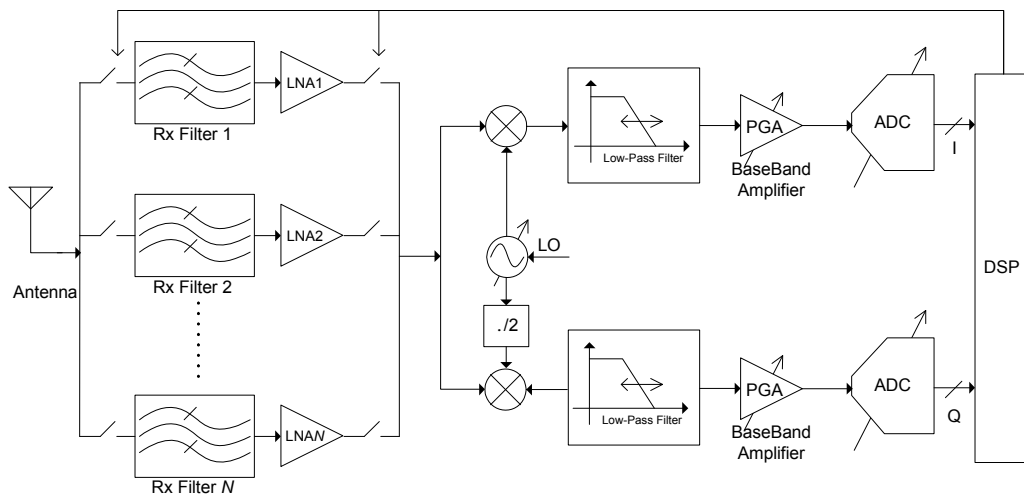 LNA1
Rx Filter 1
LNA2
Rx Filter 2
LNAN
Rx Filter N
Antenna
LO
./2
Low-Pass Filter
PGA
BaseBand
Amplifier
ADC
I
DSP
Low-Pass Filter
PGA
BaseBand
Amplifier
ADC
Q